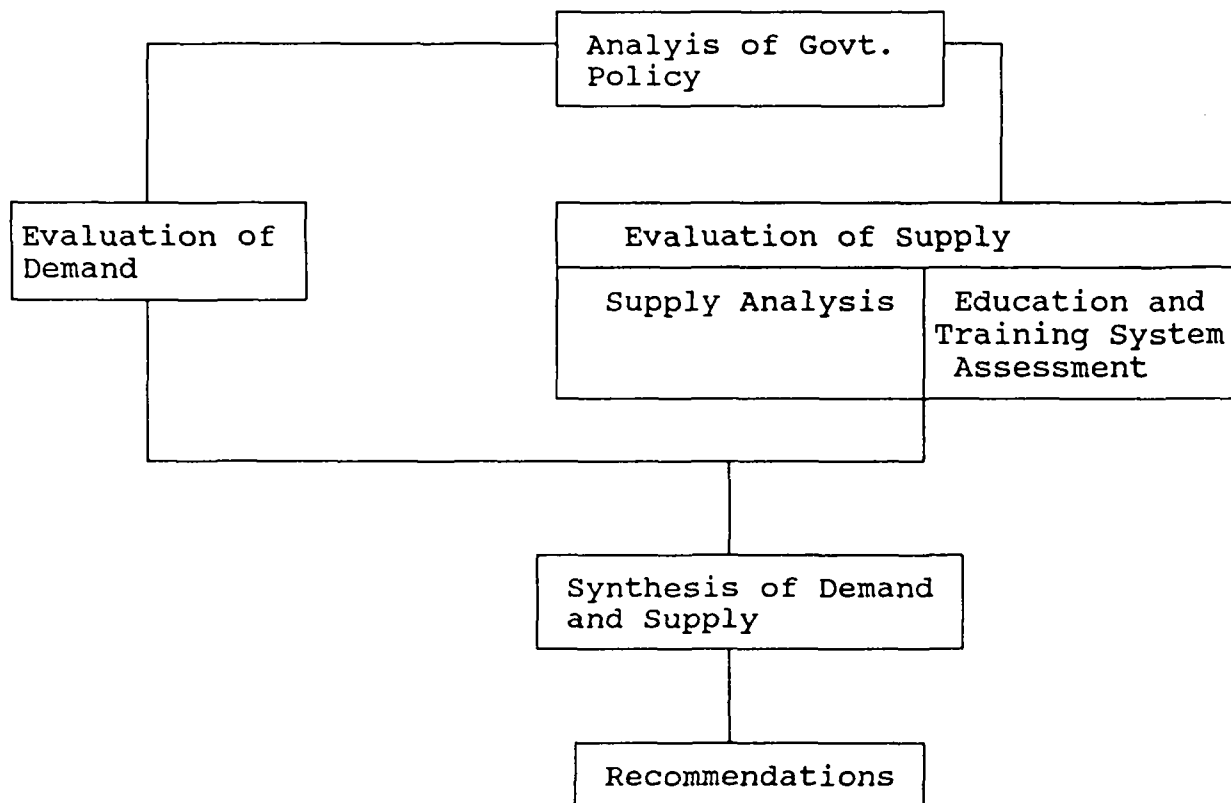 Analyis of Govt.
Policy
Evaluation of
Demand
Evaluation of Supply
Supply Analysis
Education and
Training System
Assessment
Synthesis of Demand
and Supply
Recommendations